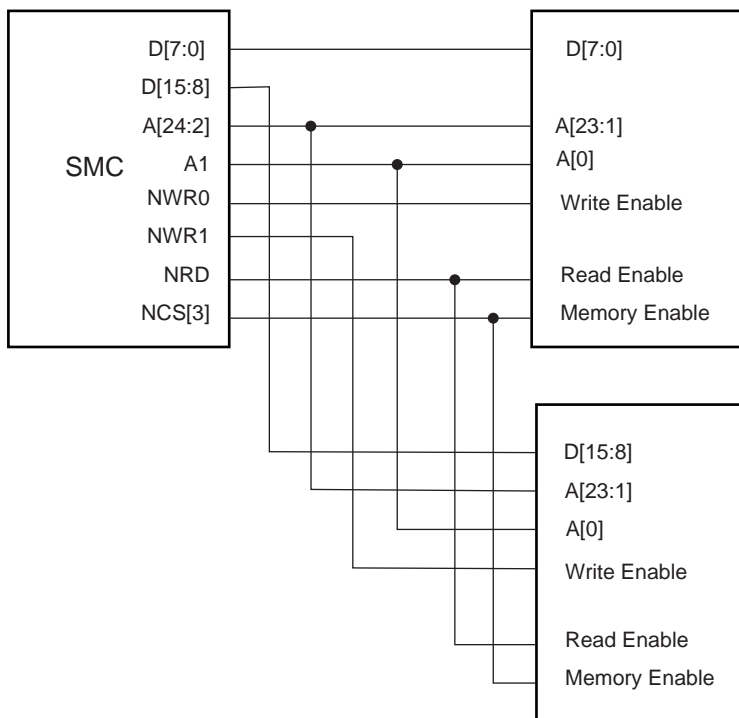 D[7:0]
D[15:8]
A[24:2]
SMC
A1
NWR0
NWR1
NRD
NCS[3]
D[7:0]
A[23:1]
A[0]
Write Enable
Read Enable
Memory Enable
D[15:8]
A[23:1]
A[0]
Write Enable
Read Enable
Memory Enable